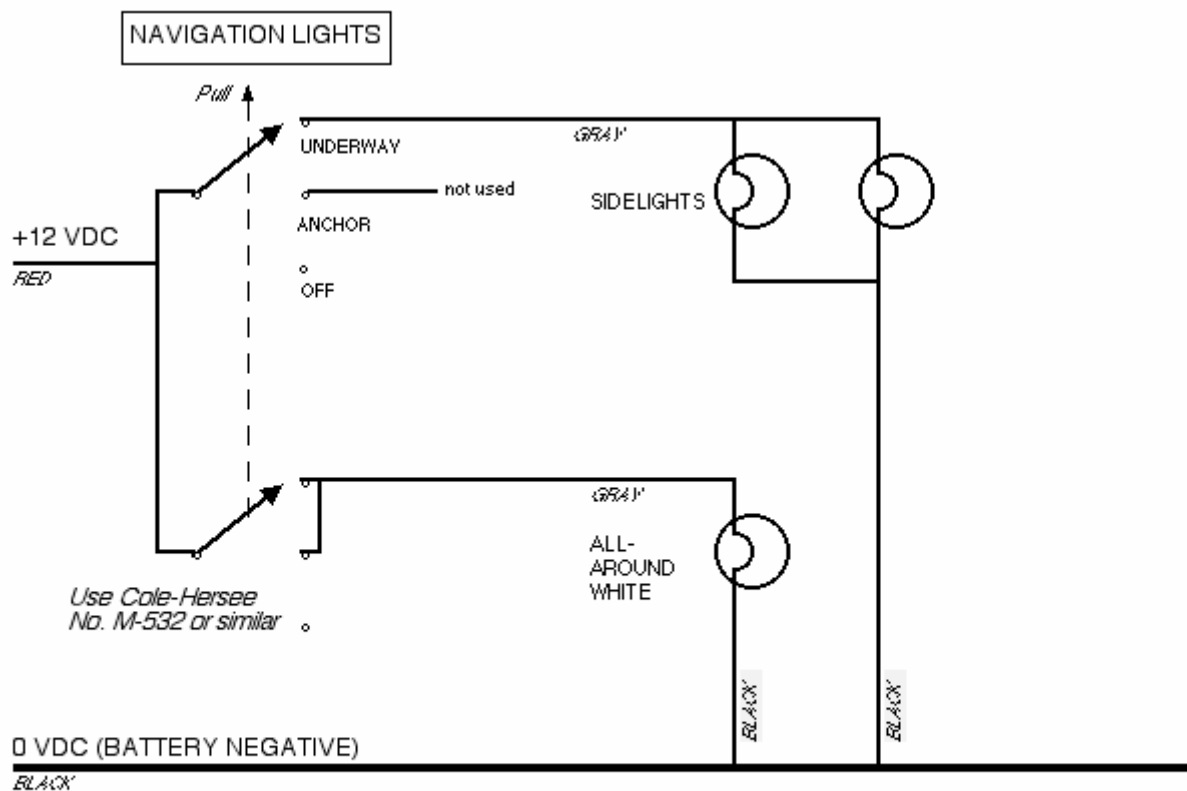 NAVIGATION LIGHTS
Pull
UNDERWAY
GRAY
not used
SIDELIGHTS
ANCHOR
+12 VDC
RED
OFF
GRAY
ALL-
AROUND
WHITE
Use Cole-Hersee
No. M-532 or similar
BLACK
BLACK
0 VDC (BATTERY NEGATIVE)
BLACK